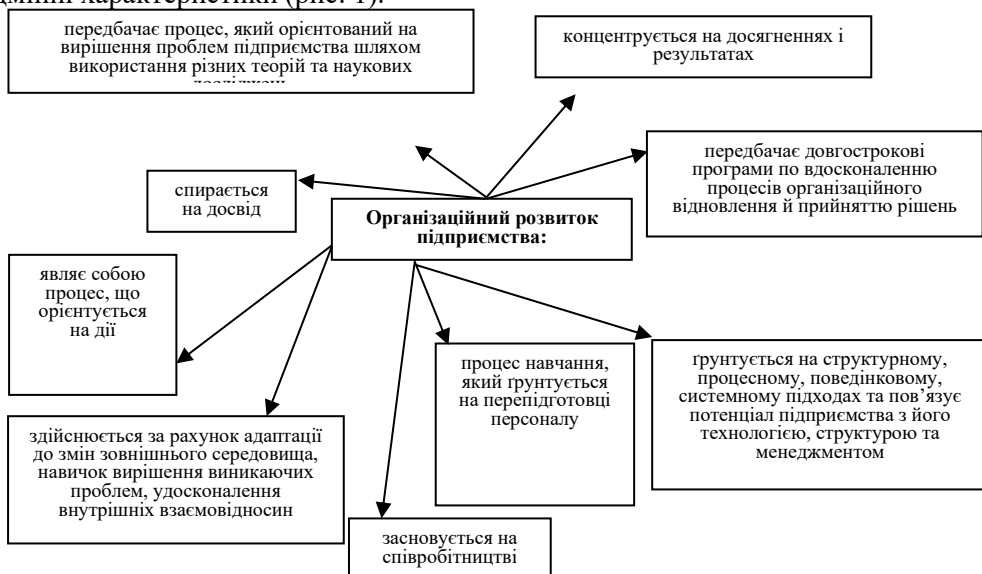 характеристики (рис. 1).
передбачає процес, який орієнтований на
вирішення проблем підприємства шляхом
використання різних теорій та наукових
концентрується на досягненнях і
результатах
передбачає довгострокові
програми по вдосконаленню
процесів організаційного
відновлення й прийняттю рішень
спирається
на досвід
Організаційний розвиток
підприємства:
являє собою
процес, що
орієнтується
на дії
процес навчання,
який ґрунтується
на перепідготовці
персоналу
ґрунтується на структурному,
процесному, поведінковому,
системному підходах та пов’язує
потенціал підприємства з його
технологією, структурою та
менеджментом
здійснюється за рахунок адаптації
до змін зовнішнього середовища,
навичок вирішення виникаючих
проблем, удосконалення
внутрішніх взаємовідносин
засновується на
співробітництві